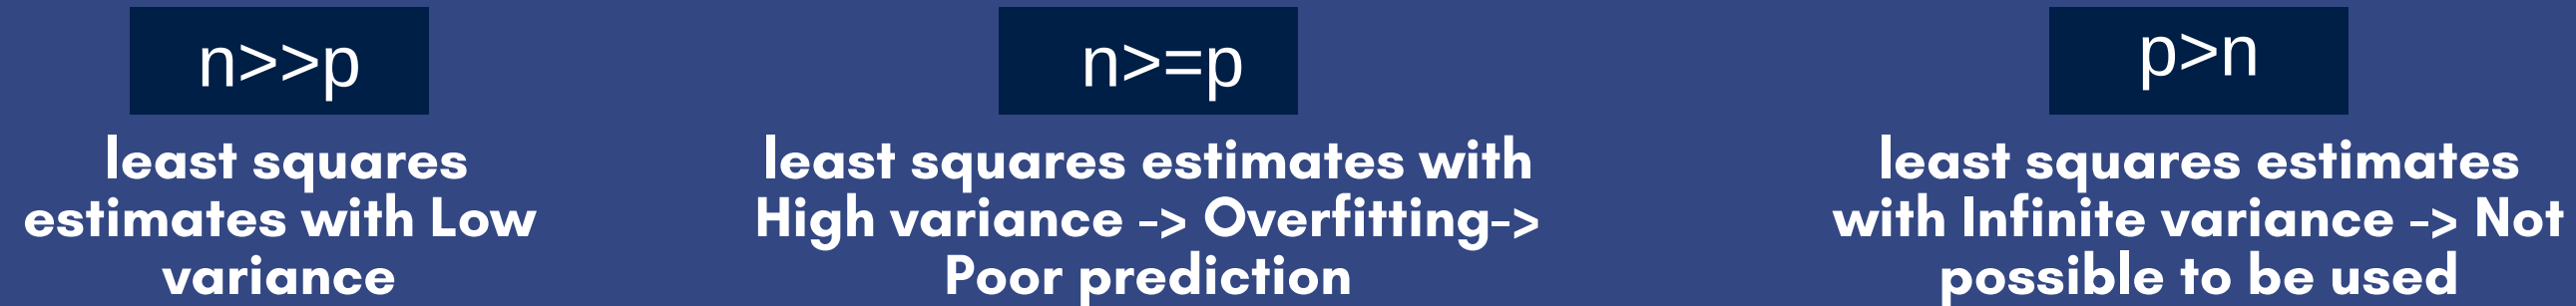 n>>p
least squares
estimates with Low
variance
n>=p
least squares estimates with
High variance -> Overfitting->
Poor prediction
p>n
least squares estimates
with Infinite variance -> Not
possible to be used